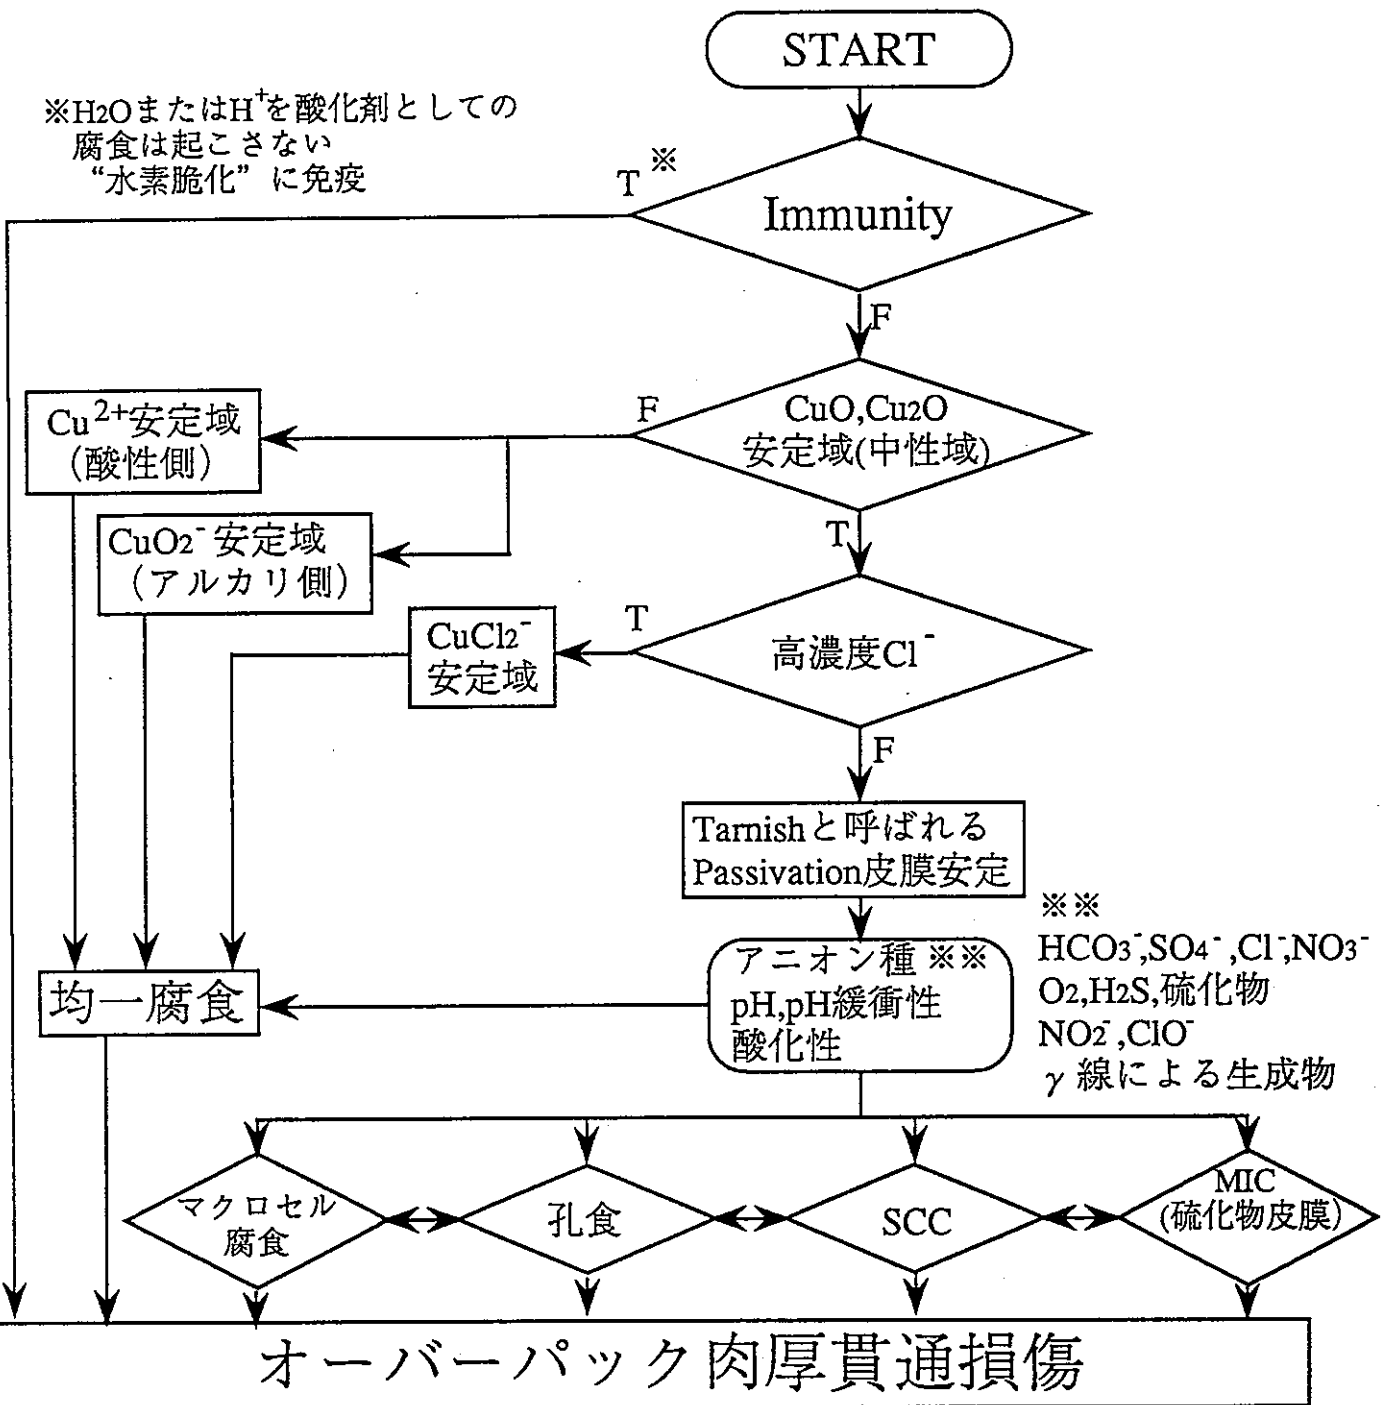 START
※H2OまたはH+を酸化剤としての
腐食は起こさない
“水素脆化”に免疫
T ※
Immunity
F
CuO,Cu2O
安定域(中性域)
F
Cu2+安定域
(酸性側)
T
CuO2-安定域
(アルカリ側)
高濃度Cl-
T
CuCl2-
安定域
F
Tarnishと呼ばれる
Passivation皮膜安定
アニオン種※※
pH,pH緩衝性
酸化性
※※
HCO3-,SO4-,Cl-,NO3-
O2,H2S,硫化物
NO2-,ClO-
γ線による生成物
均一腐食
マクロセル
腐食
孔食
SCC
MIC
(硫化物皮膜)
オーバーパック肉厚貫通損傷